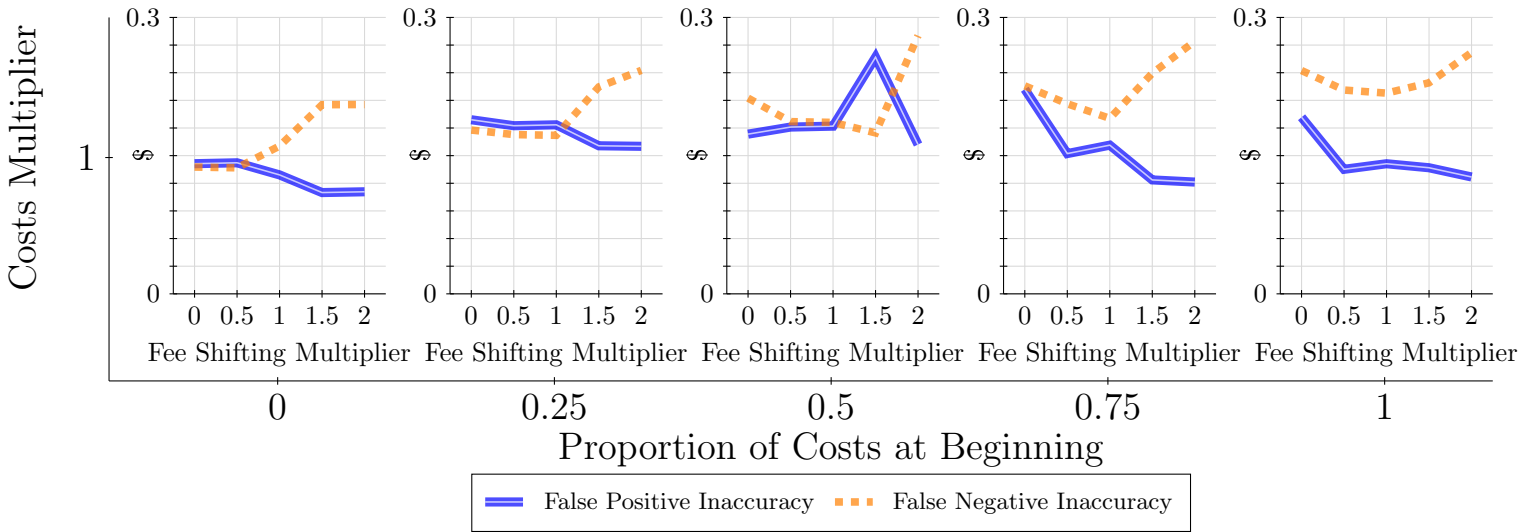 Costs Multiplier
1
0.3
$
0
0 0.5 1 1.5 2
Fee Shifting Multiplier
0.3
$
0
0 0.5 1 1.5 2
Fee Shifting Multiplier
0.3
$
0
0 0.5 1 1.5 2
Fee Shifting Multiplier
0.3
$
0
0 0.5 1 1.5 2
Fee Shifting Multiplier
0.3
$
0
0 0.5 1 1.5 2
Fee Shifting Multiplier
0 0.25 0.5 0.75 1
Proportion of Costs at Beginning
False Positive Inaccuracy False Negative Inaccuracy